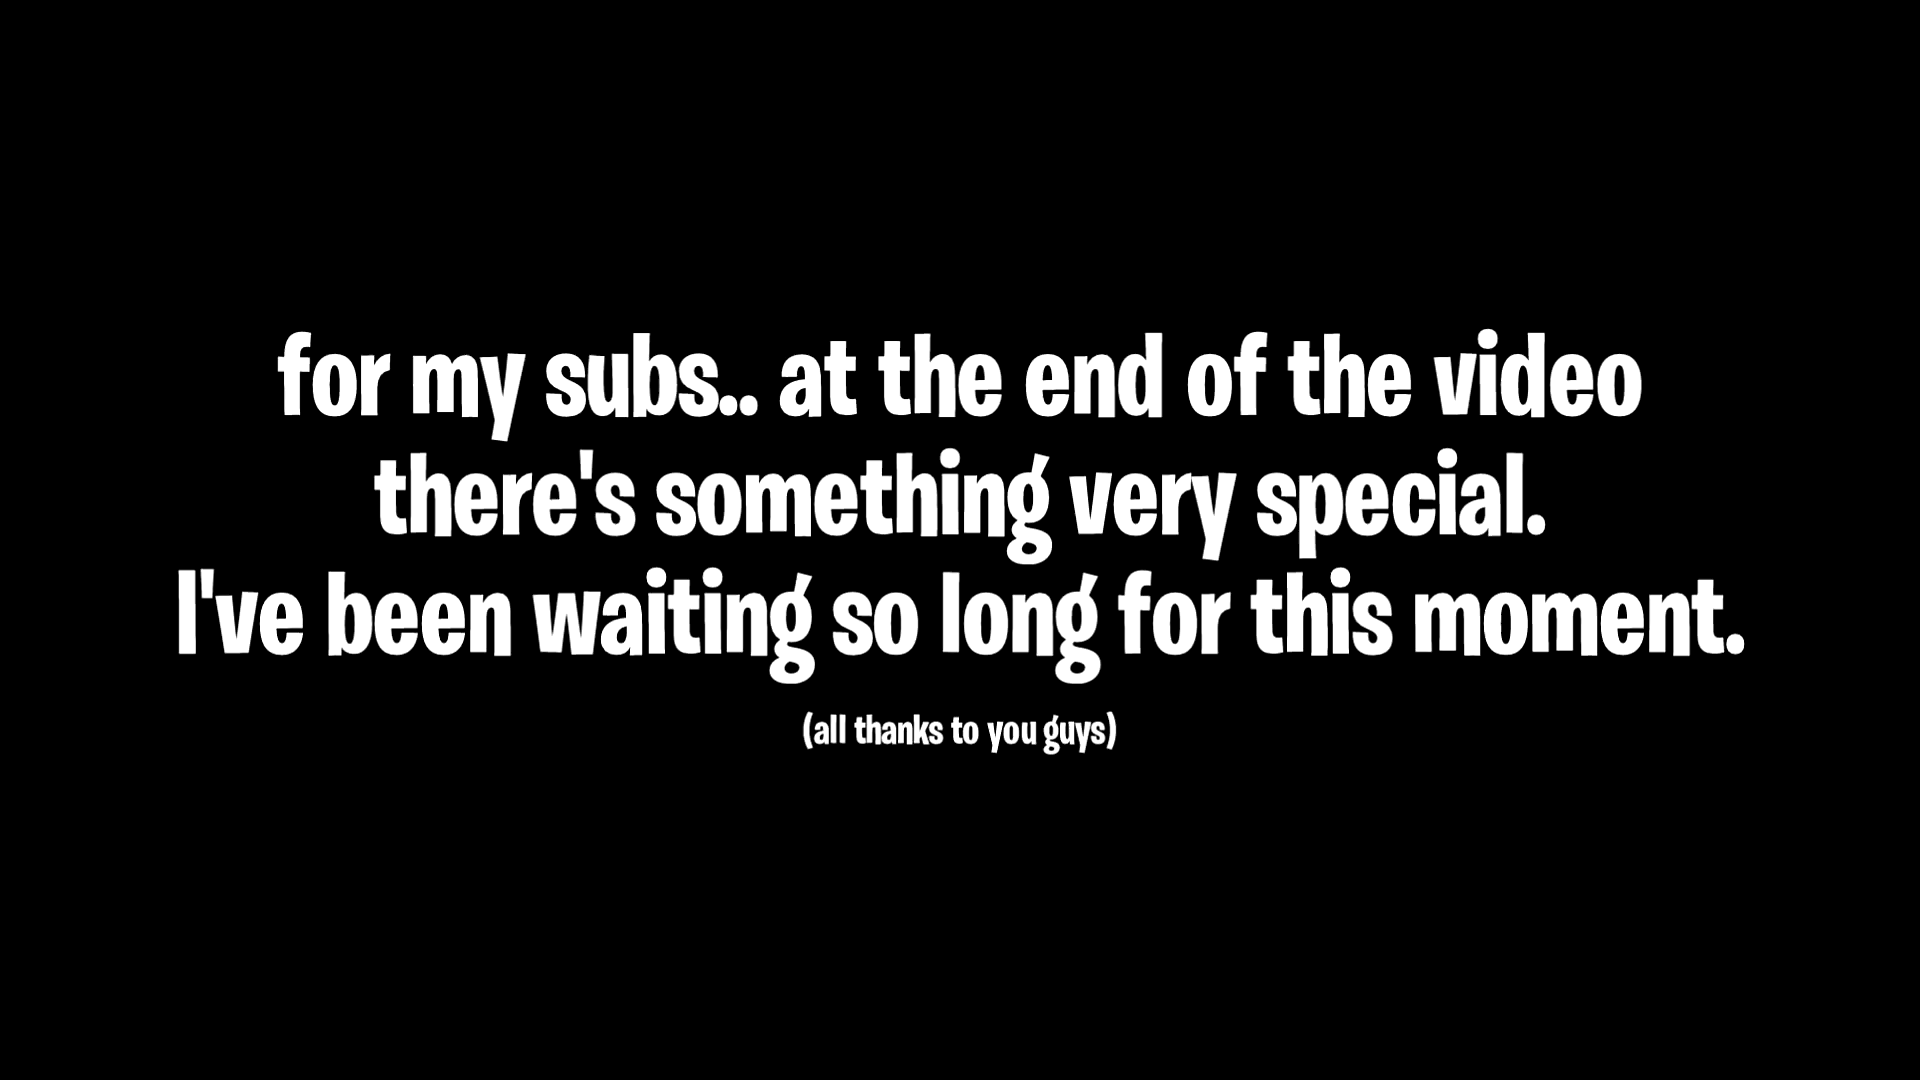 for my subs.. at the end of the video
there's something very special.
I've been waiting so long for this moment.
(all thanks to you guys)